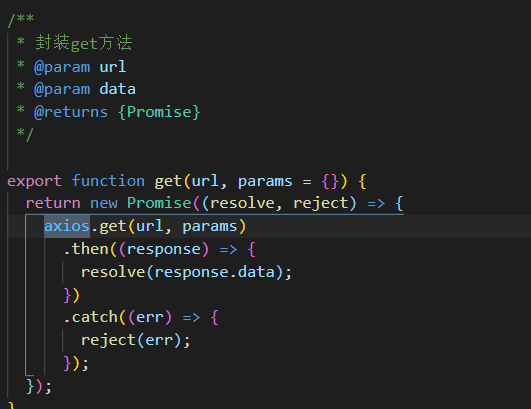 /**
 * 封装get方法
 * @param url
 * @param data
 * @returns {Promise}
 */
export function get(url, params = {}) {
  return new Promise((resolve, reject) => {
    axios.get(url, params)
      .then((response) => {
        resolve(response.data);
      })
      .catch((err) => {
        reject(err);
      });
  });
}